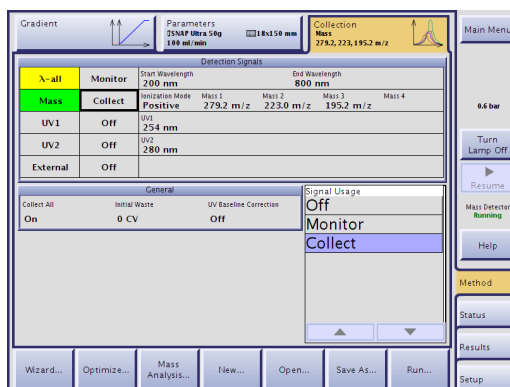 Gradient
Parameters
SNAP Ultra 50g 18x150 mm
100 ml/min
Collection
Mass
279.2, 223, 195.2 m/z
Main Menu
Detection Signals
λ-all Monitor Start Wavelength 200 nm End Wavelength 800 nm
Mass Collect Ionization Mode Positive Mass 1 279.2 m/z Mass 2 223.0 m/z Mass 3 195.2 m/z Mass 4
UV1 Off UV1 254 nm
UV2 Off UV2 280 nm
External Off
0.6 bar
Turn
Lamp Off
Resume
Mass Detector
Running
Help
General
Collect All Initial Waste UV Baseline Correction
On 0 CV Off
Signal Usage
Off
Monitor
Collect
Method
Status
Results
Setup
Wizard... Optimize... Mass Analysis... New... Open... Save As... Run...